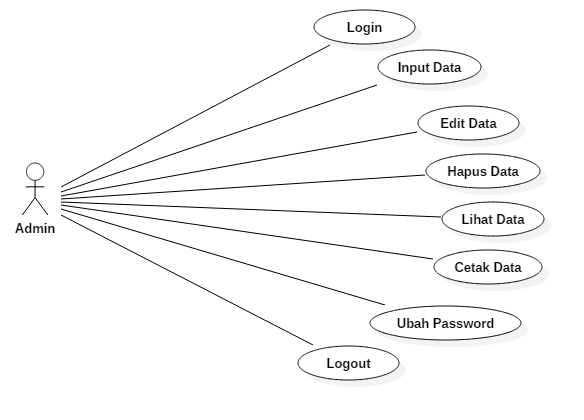 Login
Input Data
Edit Data
Hapus Data
Lihat Data
Admin
Cetak Data
Ubah Password
Logout